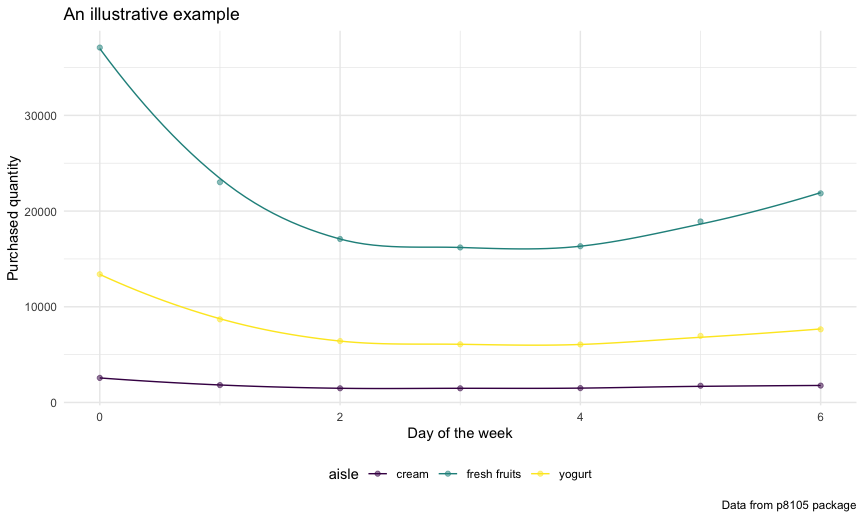 An illustrative example
Purchased quantity
30000
20000
10000
0
0 2 4 6
Day of the week
aisle cream fresh fruits yogurt
Data from p8105 package